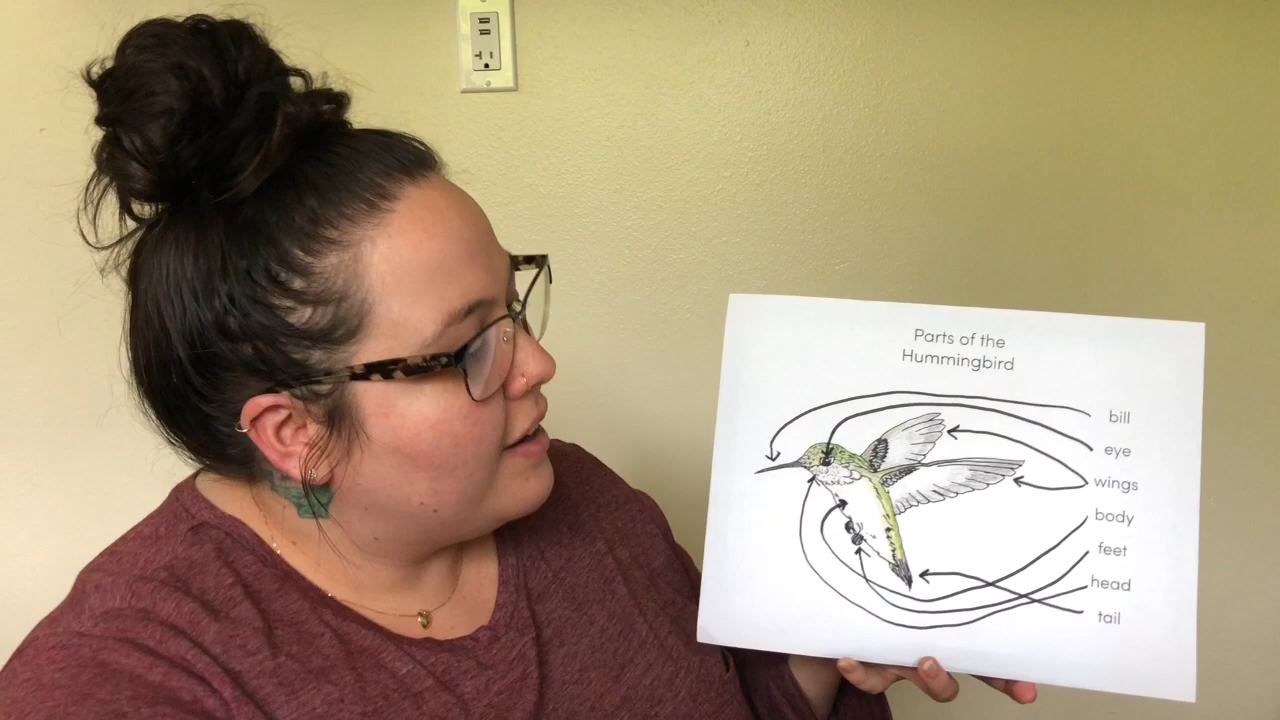 Parts of the
Hummingbird
bill
eye
wings
body
feet
head
tail